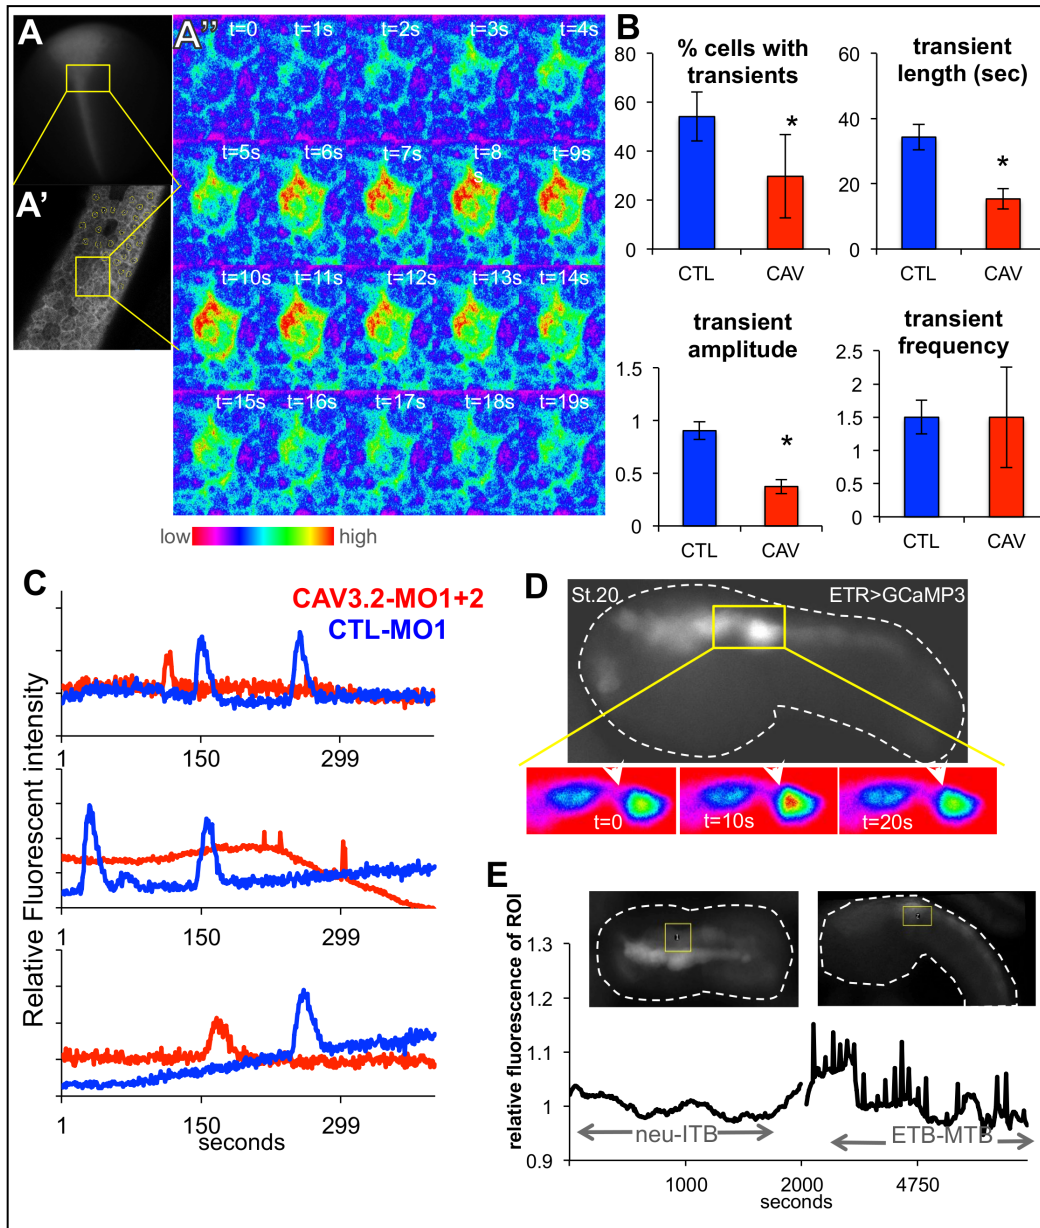 A
A'
A"
t=0
t=1s
t=2s
t=3s
t=4s
t=5s
t=6s
t=7s
t=8
s
t=9s
t=10s
t=11s
t=12s
t=13s
t=14s
t=15s
t=16s
t=17s
t=18s
t=19s
low
high
B
% cells with
transients
80
60
40
20
0
*
CTL
CAV
transient
length (sec)
60
40
20
0
*
CTL
CAV
transient
amplitude
1.5
1
0.5
0
*
CTL
CAV
transient
frequency
2.5
2
1.5
1
0.5
0
CTL
CAV
C
CAV3.2-MO1+2
CTL-MO1
Relative Fluorescent intensity
1
150
299
1
150
299
1
150
299
seconds
D
St.20
ETR>GCaMP3
t=0
t=10s
t=20s
E
relative fluorescence of ROI
1.3
1.2
1.1
1
0.9
neu-ITB
ETB-MTB
1000
2000
4750
seconds